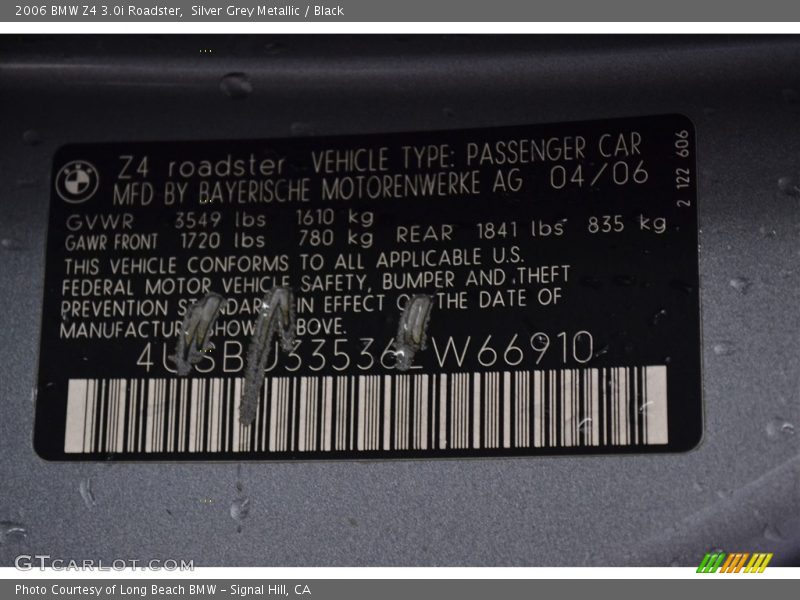 2006 BMW Z4 3.0i Roadster,  Silver Grey Metallic / Black
Z4 roadster VEHICLE TYPE: PASSENGER CAR
MFD BY BAYERISCHE MOTORENWERKE AG 04/06
2 122 606
GVWR 3549 lbs 1610 kg
GAWR FRONT 1720 lbs 780 kg REAR 1841 lbs 835 kg
THIS VEHICLE CONFORMS TO ALL APPLICABLE U.S.
FEDERAL MOTOR VEHICLE SAFETY, BUMPER AND THEFT
PREVENTION IN EFFECT THE DATE OF
MANUFACTUR SHOW BOVE.
GTCARLOT.COM
Photo Courtesy of Long Beach BMW - Signal Hill, CA